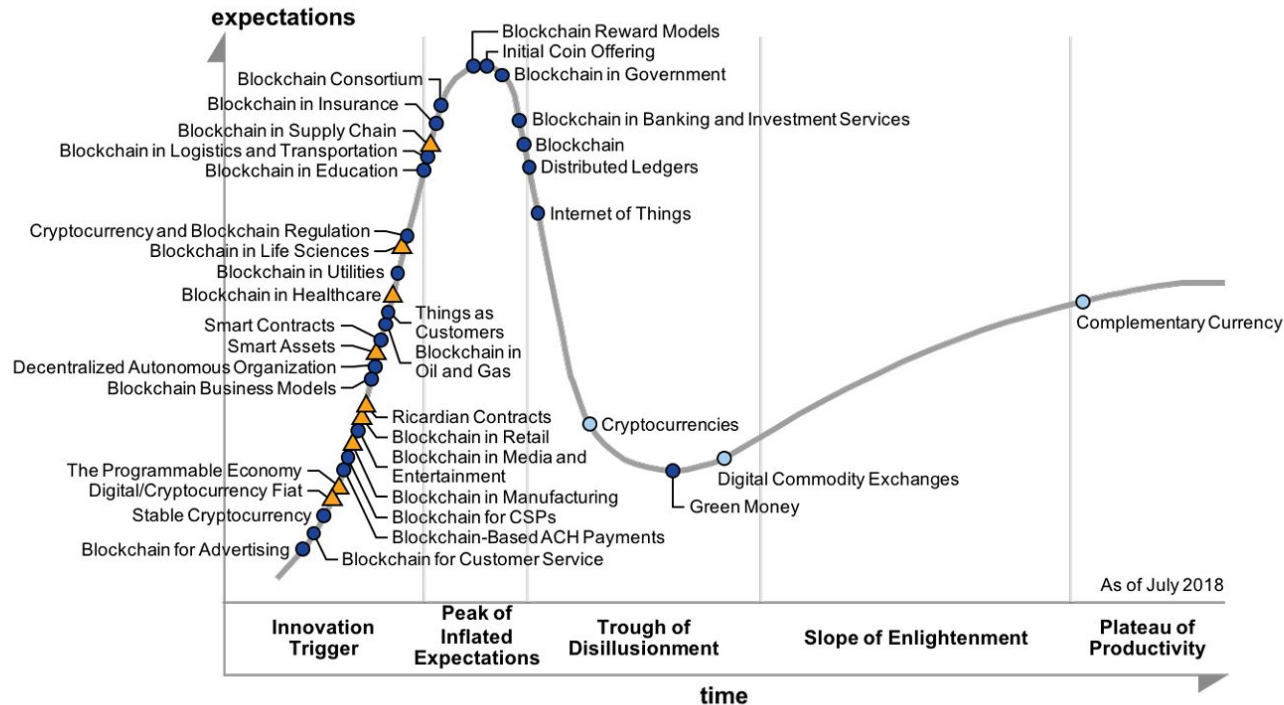 expectations
Blockchain Reward Models
Initial Coin Offering
Blockchain in Government
Blockchain Consortium
Blockchain in Insurance
Blockchain in Supply Chain
Blockchain in Logistics and Transportation
Blockchain in Education
Blockchain in Banking and Investment Services
Blockchain
Distributed Ledgers
Internet of Things
Cryptocurrency and Blockchain Regulation
Blockchain in Life Sciences
Blockchain in Utilities
Blockchain in Healthcare
Things as
Customers
Blockchain in
Oil and Gas
Smart Contracts
Smart Assets
Decentralized Autonomous Organization
Blockchain Business Models
Ricardian Contracts
Blockchain in Retail
Blockchain in Media and
Entertainment
Blockchain in Manufacturing
Blockchain for CSPs
Blockchain-Based ACH Payments
The Programmable Economy
Digital/Cryptocurrency Fiat
Stable Cryptocurrency
Blockchain for Advertising
Blockchain for Customer Service
Cryptocurrencies
Digital Commodity Exchanges
Green Money
Complementary Currency
As of July 2018
Innovation
Trigger
Peak of
Inflated
Expectations
Trough of
Disillusionment
Slope of Enlightenment
Plateau of
Productivity
time